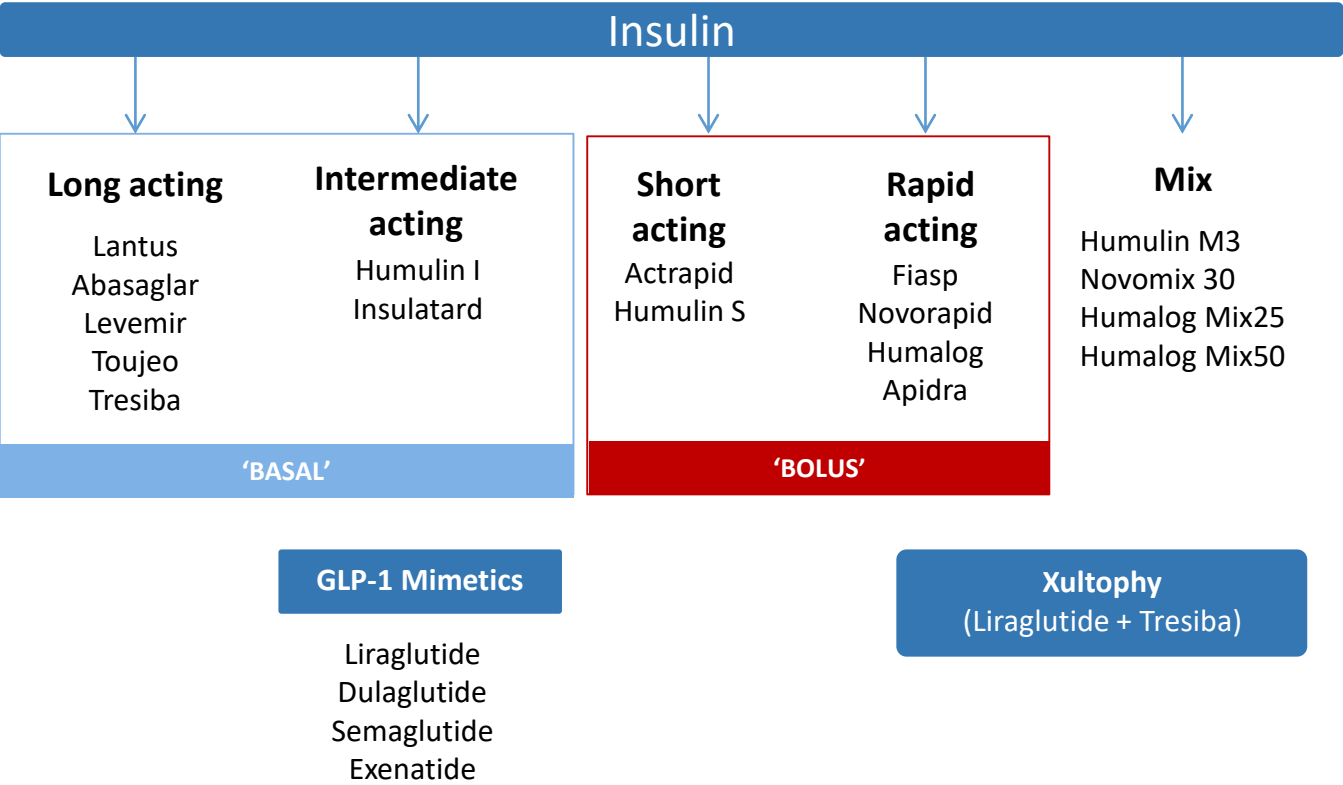 Insulin
Long acting
Lantus
Abasaglar
Levemir
Toujeo
Tresiba
Intermediate
acting
Humulin I
Insulatard
‘BASAL’
Short
acting
Actrapid
Humulin S
Rapid
acting
Fiasp
Novorapid
Humalog
Apidra
‘BOLUS’
Mix
Humulin M3
Novomix 30
Humalog Mix25
Humalog Mix50
GLP-1 Mimetics
Liraglutide
Dulaglutide
Semaglutide
Exenatide
Xultophy
(Liraglutide + Tresiba)